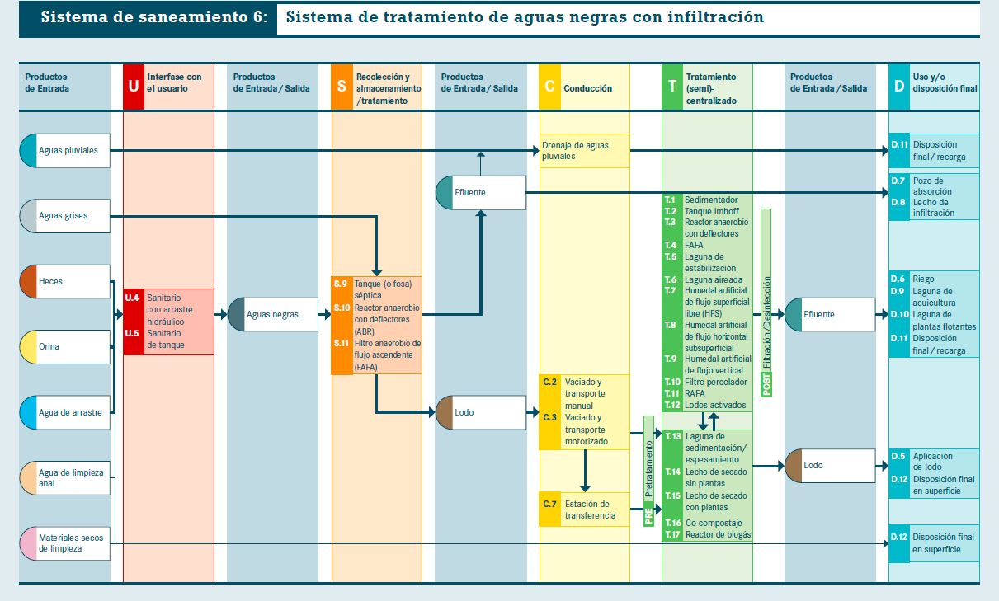 Sistema de saneamiento 6: Sistema de tratamiento de aguas negras con infiltración
Productos
de Entrada
U
Interfase con
el usuario
Productos
de Entrada / Salida
S
Recolección y
almacenamiento
/tratamiento
Productos
de Entrada / Salida
C
Conducción
T
Tratamiento
(semi)-
centralizado
Productos
de Entrada / Salida
D
Uso y/o
disposición final
Aguas pluviales
Aguas grises
Heces
Orina
Agua de arrastre
Agua de limpieza
anal
Materiales secos
de limpieza
U.4 Sanitario
con arrastre
hidráulico
U.5 Sanitario
de tanque
Aguas negras
S.9 Tanque (o fosa)
séptica
S.10 Reactor anaerobio
con deflectores
(ABR)
S.11 Filtro anaerobio de
flujo ascendente
(FAFA)
Efluente
Lodo
Drenaje de aguas
pluviales
C.2 Vaciado y
transporte
manual
C.3 Vaciado y
transporte
motorizado
C.7 Estación de
transferencia
PRE Pretratamiento
T.1 Sedimentador
T.2 Tanque Imhoff
T.3 Reactor anaerobio
con deflectores
T.4 FAFA
T.5 Laguna de
estabilización
T.6 Laguna aireada
T.7 Humedal artificial
de flujo superficial
libre (HFS)
T.8 Humedal artificial
de flujo horizontal
subsuperficial
T.9 Humedal artificial
de flujo vertical
T.10 Filtro percolador
T.11 RAFA
T.12 Lodos activados
T.13 Laguna de
sedimentación/
espesamiento
T.14 Lecho de secado
sin plantas
T.15 Lecho de secado
con plantas
T.16 Co-compostaje
T.17 Reactor de biogás
POST Filtración/Desinfección
Efluente
Lodo
D.11 Disposición
final/ recarga
D.7 Pozo de
absorción
D.8 Lecho de
infiltración
D.6 Riego
D.9 Laguna de
acuicultura
D.10 Laguna de
plantas flotantes
D.11 Disposición
final / recarga
D.5 Aplicación
de lodo
D.12 Disposición final
en superficie
D.12 Disposición final
en superficie